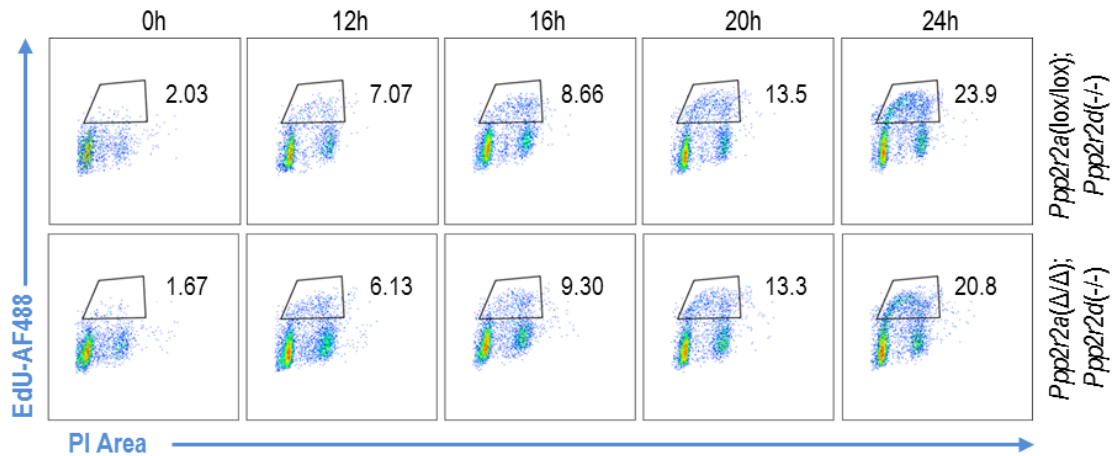 0h 12h 16h 20h 24h
2.03 7.07 8.66 13.5 23.9
Ppp2r2a(lox/lox);
Ppp2r2d(-/-)
1.67 6.13 9.30 13.3 20.8
Ppp2r2a(Δ/Δ);
Ppp2r2d(-/-)
EdU-AF488
PI Area